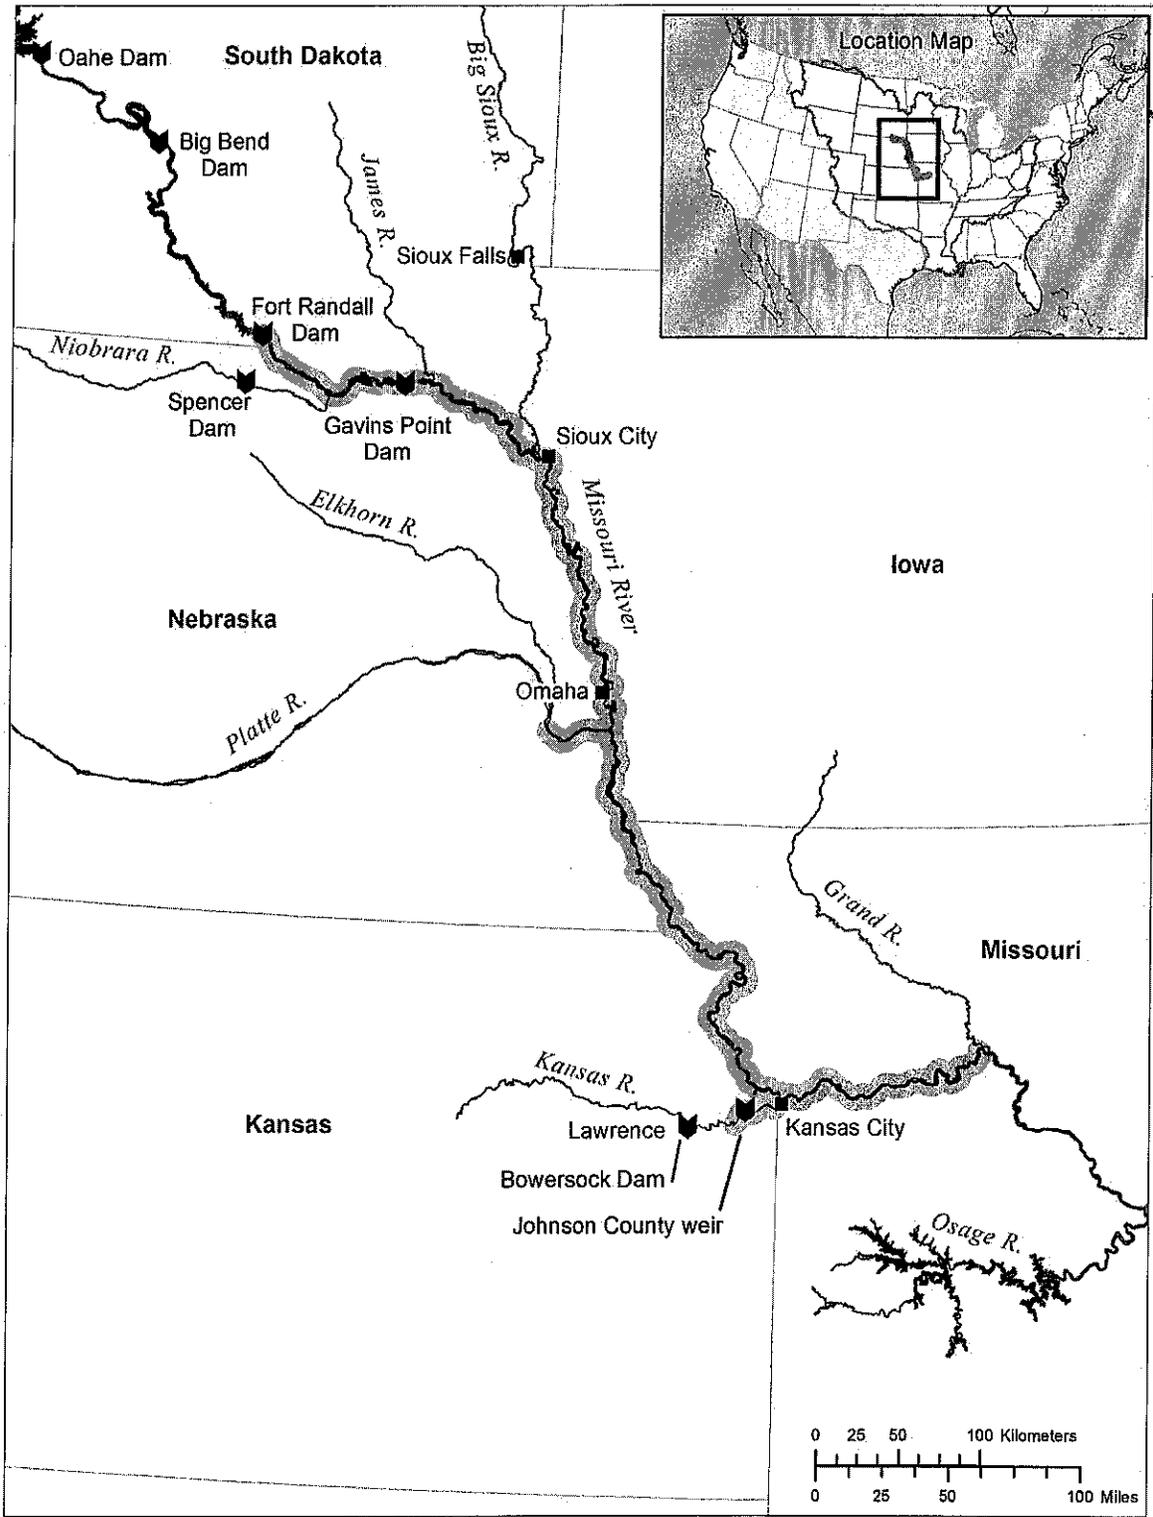 Oahe Dam
South Dakota
Big Sioux R.
Location Map
Big Bend
Dam
James R.
Sioux Falls
Fort Randall
Dam
Niobrara R.
Spencer
Dam
Gavins Point
Dam
Sioux City
Elkhorn R.
Missouri River
Iowa
Nebraska
Omaha
Platte R.
Grand R.
Missouri
Kansas R.
Kansas
Lawrence
Kansas City
Bowersock Dam
Johnson County weir
Osage R.
0 25 50 100 Kilometers
0 25 50 100 Miles